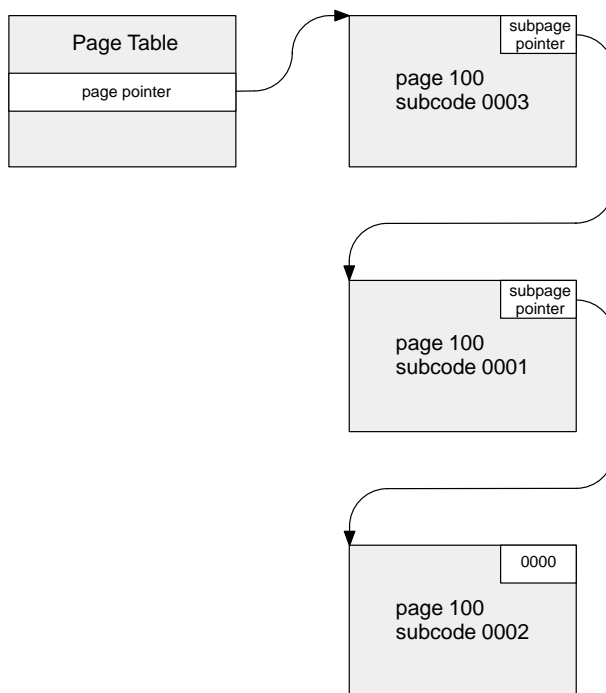 Page Table
page pointer
subpage
pointer
page 100
subcode 0003
subpage
pointer
page 100
subcode 0001
0000
page 100
subcode 0002